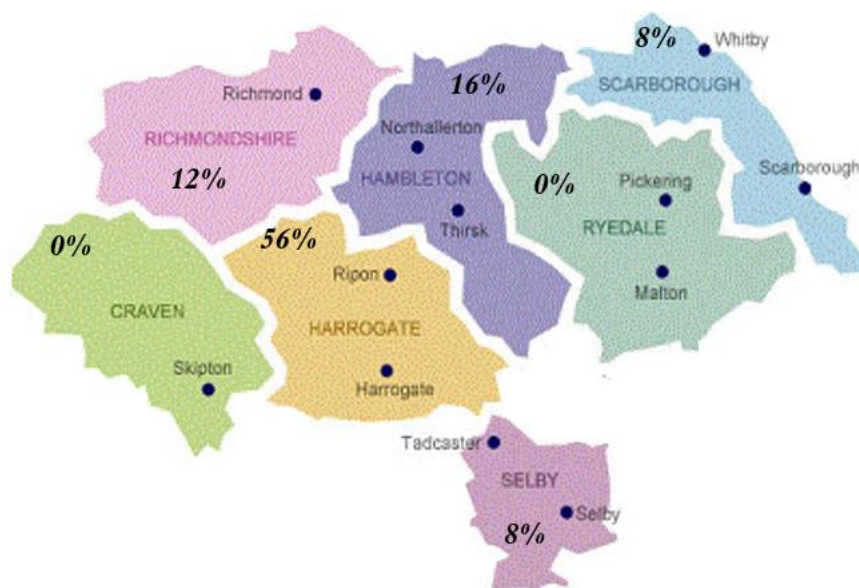 8%
Whitby
SCARBOROUGH
16%
Richmond
Northallerton
RICHMONDSHIRE
12%
HAMBLETON
0%
Pickering
Scarborough
Thirsk
RYEDALE
0%
56%
Ripon
Malton
CRAVEN
HARROGATE
Skipton
Harrogate
Tadcaster
SELBY
Selby
8%